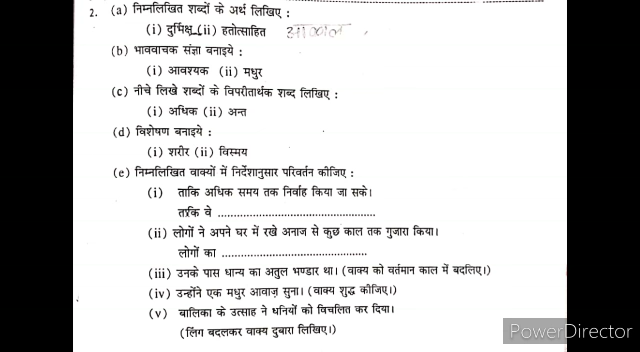 2. (a) निम्नलिखित शब्दों के अर्थ लिखिए :
(i) दुर्भिक्ष (ii) हतोत्साहित अकाल
(b) भाववाचक संज्ञा बनाइये :
(i) आवश्यक (ii) मधुर
(c) नीचे लिखे शब्दों के विपरीतार्थक शब्द लिखिए :
(i) अधिक (ii) अन्त
(d) विशेषण बनाइये :
(i) शरीर (ii) विस्मय
(e) निम्नलिखित वाक्यों में निर्देशानुसार परिवर्तन कीजिए :
(i) ताकि अधिक समय तक निर्वाह किया जा सके।
ताकि वे ..................................................
(ii) लोगों ने अपने घर में रखे अनाज से कुछ काल तक गुजारा किया।
लोगों का ..............................................
(iii) उनके पास धान्य का अतुल भण्डार था। (वाक्य को वर्तमान काल में बदलिए।)
(iv) उन्होंने एक मधुर आवाज़ सुना। (वाक्य शुद्ध कीजिए।)
(v) बालिका के उत्साह ने धनियों को विचलित कर दिया।
(लिंग बदलकर वाक्य दुबारा लिखिए।)
PowerDirector